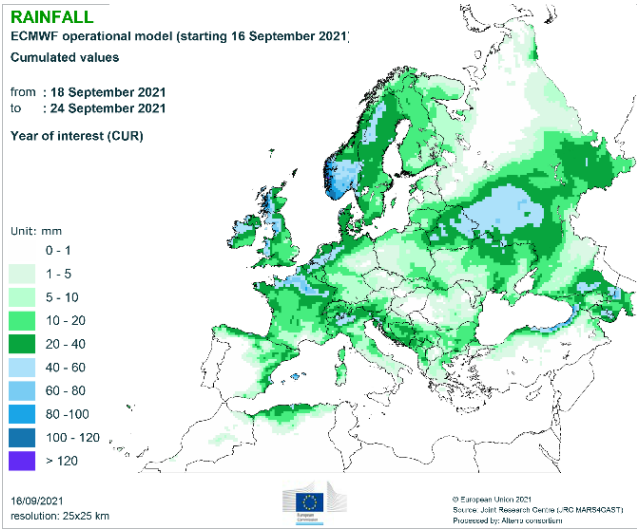 RAINFALL
ECMWF operational model (starting 16 September 2021)
Cumulated values
from : 18 September 2021
to : 24 September 2021
Year of interest (CUR)
Unit: mm
0 - 1
1 - 5
5 - 10
10 - 20
20 - 40
40 - 60
60 - 80
80 -100
100 - 120
> 120
16/09/2021
resolution: 25x25 km
European
Commission
© European Union 2021
Source: Joint Research Centre (JRC MARS4CAST)
Processed by: Alterra consortium